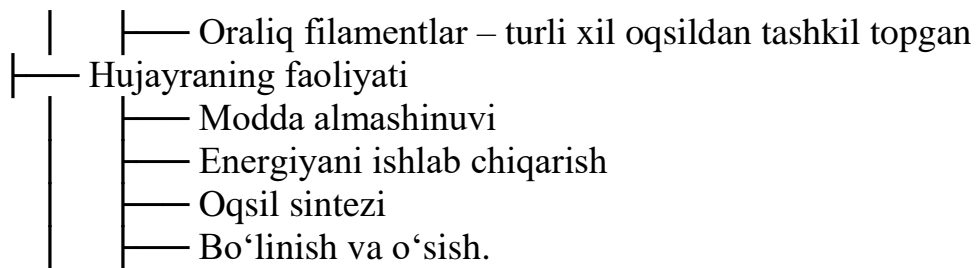 Oraliq filamentlar – turli xil oqsildan tashkil topgan
Hujayraning faoliyati
Modda almashinuvi
Energiyani ishlab chiqarish
Oqsil sintezi
Bo‘linish va o‘sish.